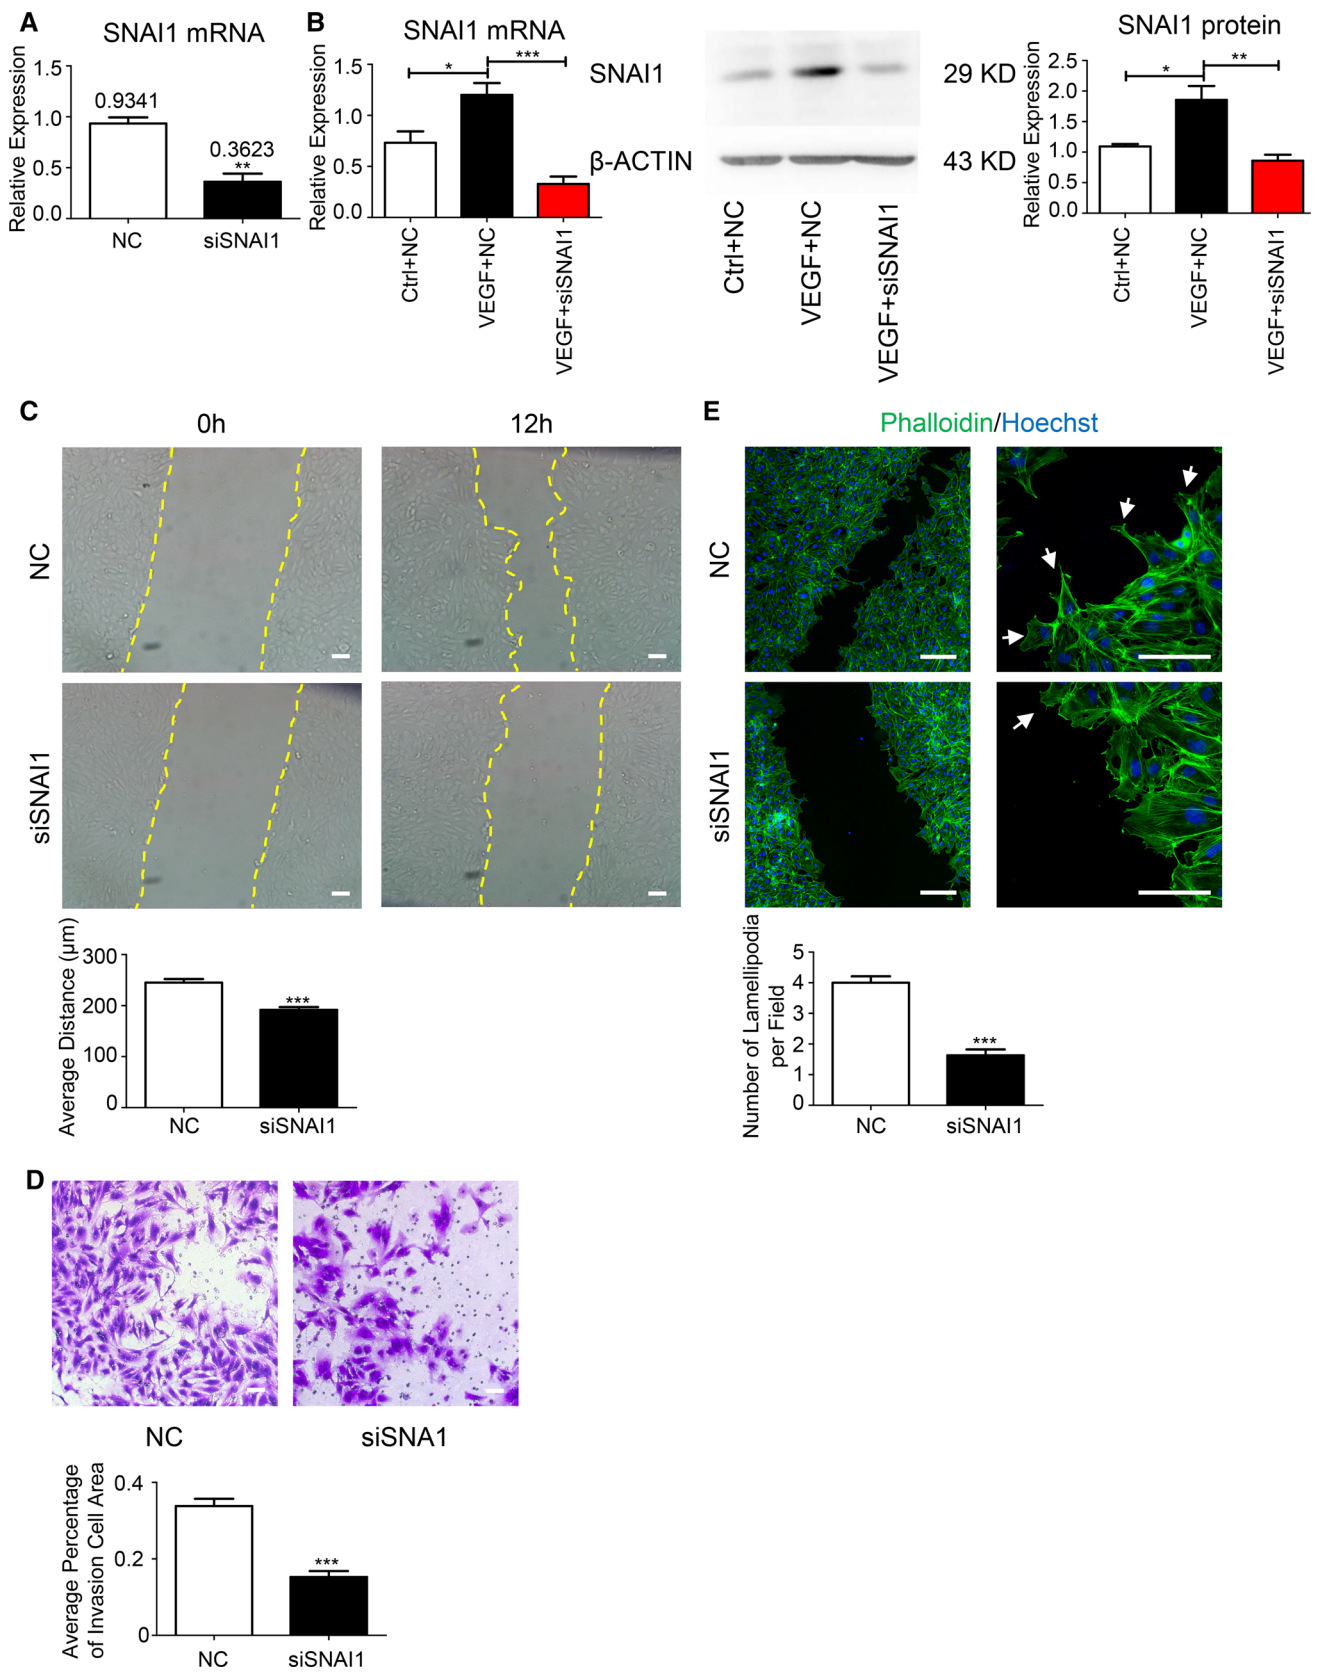 A
SNAI1 mRNA
Relative Expression
1.5
1.0
0.5
0.0
0.9341
0.3623
**
NC
siSNAI1
B
SNAI1 mRNA
Relative Expression
1.5
1.0
0.5
0.0
*
***
Ctrl+NC
VEGF+NC
VEGF+siSNAI1
SNAI1
29 KD
β-ACTIN
43 KD
Ctrl+NC
VEGF+NC
VEGF+siSNAI1
SNAI1 protein
Relative Expression
2.5
2.0
1.5
1.0
0.5
0.0
*
**
Ctrl+NC
VEGF+NC
VEGF+siSNAI1
C
0h
12h
NC
siSNAI1
Average Distance (μm)
300
200
100
0
***
NC
siSNAI1
E
Phalloidin/Hoechst
NC
siSNAI1
Number of Lamellipodia
per Field
5
4
3
2
1
0
***
NC
siSNAI1
D
NC
siSNA1
Average Percentage
of Invasion Cell Area
0.4
0.2
0
***
NC
siSNAI1